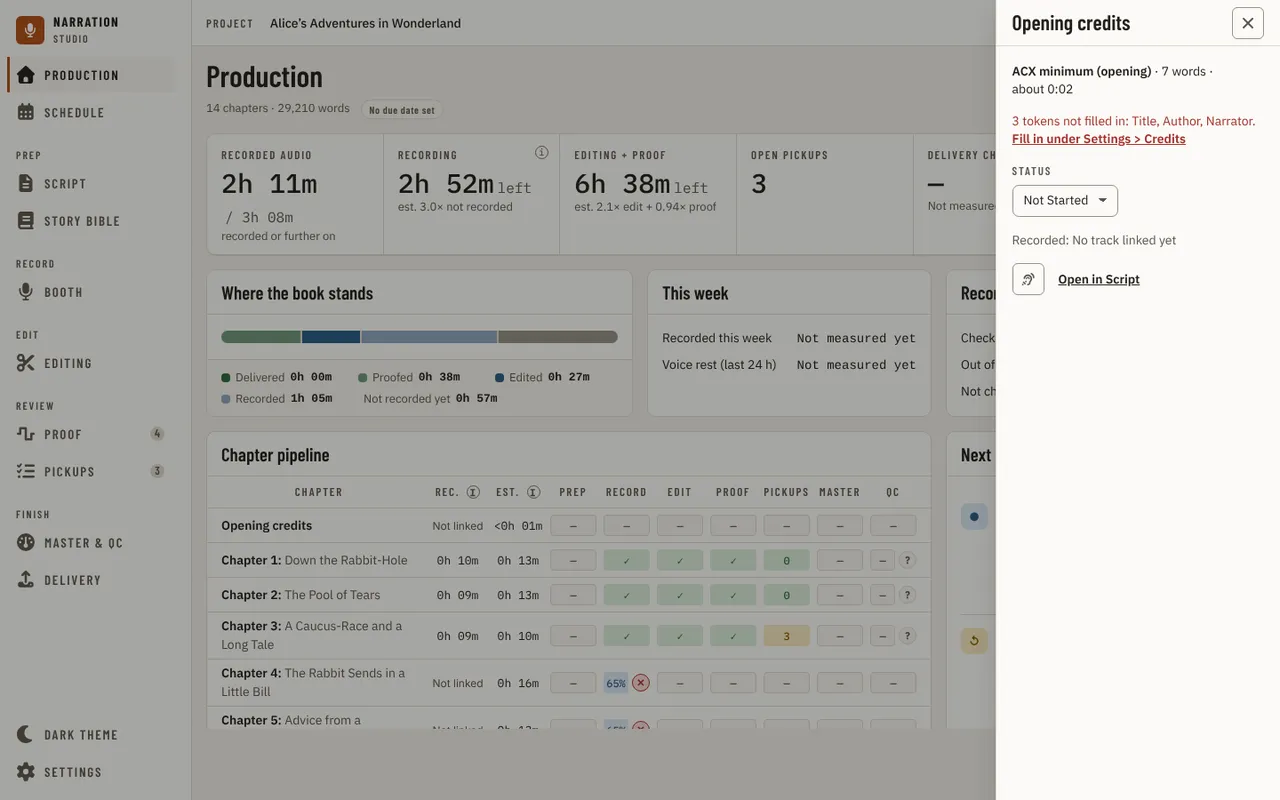 NARRATION
STUDIO
PRODUCTION
SCHEDULE
PREP
SCRIPT
STORY BIBLE
RECORD
BOOTH
EDIT
EDITING
REVIEW
PROOF 4
PICKUPS 3
FINISH
MASTER & QC
DELIVERY
DARK THEME
SETTINGS
PROJECT Alice's Adventures in Wonderland
Production
14 chapters · 29,210 words No due date set
RECORDED AUDIO
2h 11m
/ 3h 08m
recorded or further on
RECORDING
2h 52m left
est. 3.0× not recorded
EDITING + PROOF
6h 38m left
est. 2.1× edit + 0.94× proof
OPEN PICKUPS
3
DELIVERY CH
—
Not measure
Where the book stands
Delivered 0h 00m Proofed 0h 38m Edited 0h 27m
Recorded 1h 05m Not recorded yet 0h 57m
This week
Recorded this week Not measured yet
Voice rest (last 24 h) Not measured yet
Reco
Check
Out of
Not ch
Chapter pipeline
CHAPTER REC. EST. PREP RECORD EDIT PROOF PICKUPS MASTER QC
Opening credits Not linked <0h 01m — — — — — — —
Chapter 1: Down the Rabbit-Hole 0h 10m 0h 13m — ✓ ✓ ✓ 0 — — ?
Chapter 2: The Pool of Tears 0h 09m 0h 13m — ✓ ✓ ✓ 0 — — ?
Chapter 3: A Caucus-Race and a
Long Tale 0h 09m 0h 10m — ✓ ✓ ✓ 3 — — ?
Chapter 4: The Rabbit Sends in a
Little Bill Not linked 0h 16m — 65% — — — — —
Chapter 5: Advice from a
Next
Opening credits
ACX minimum (opening) · 7 words ·
about 0:02
3 tokens not filled in: Title, Author, Narrator.
Fill in under Settings > Credits
STATUS
Not Started
Recorded: No track linked yet
Open in Script